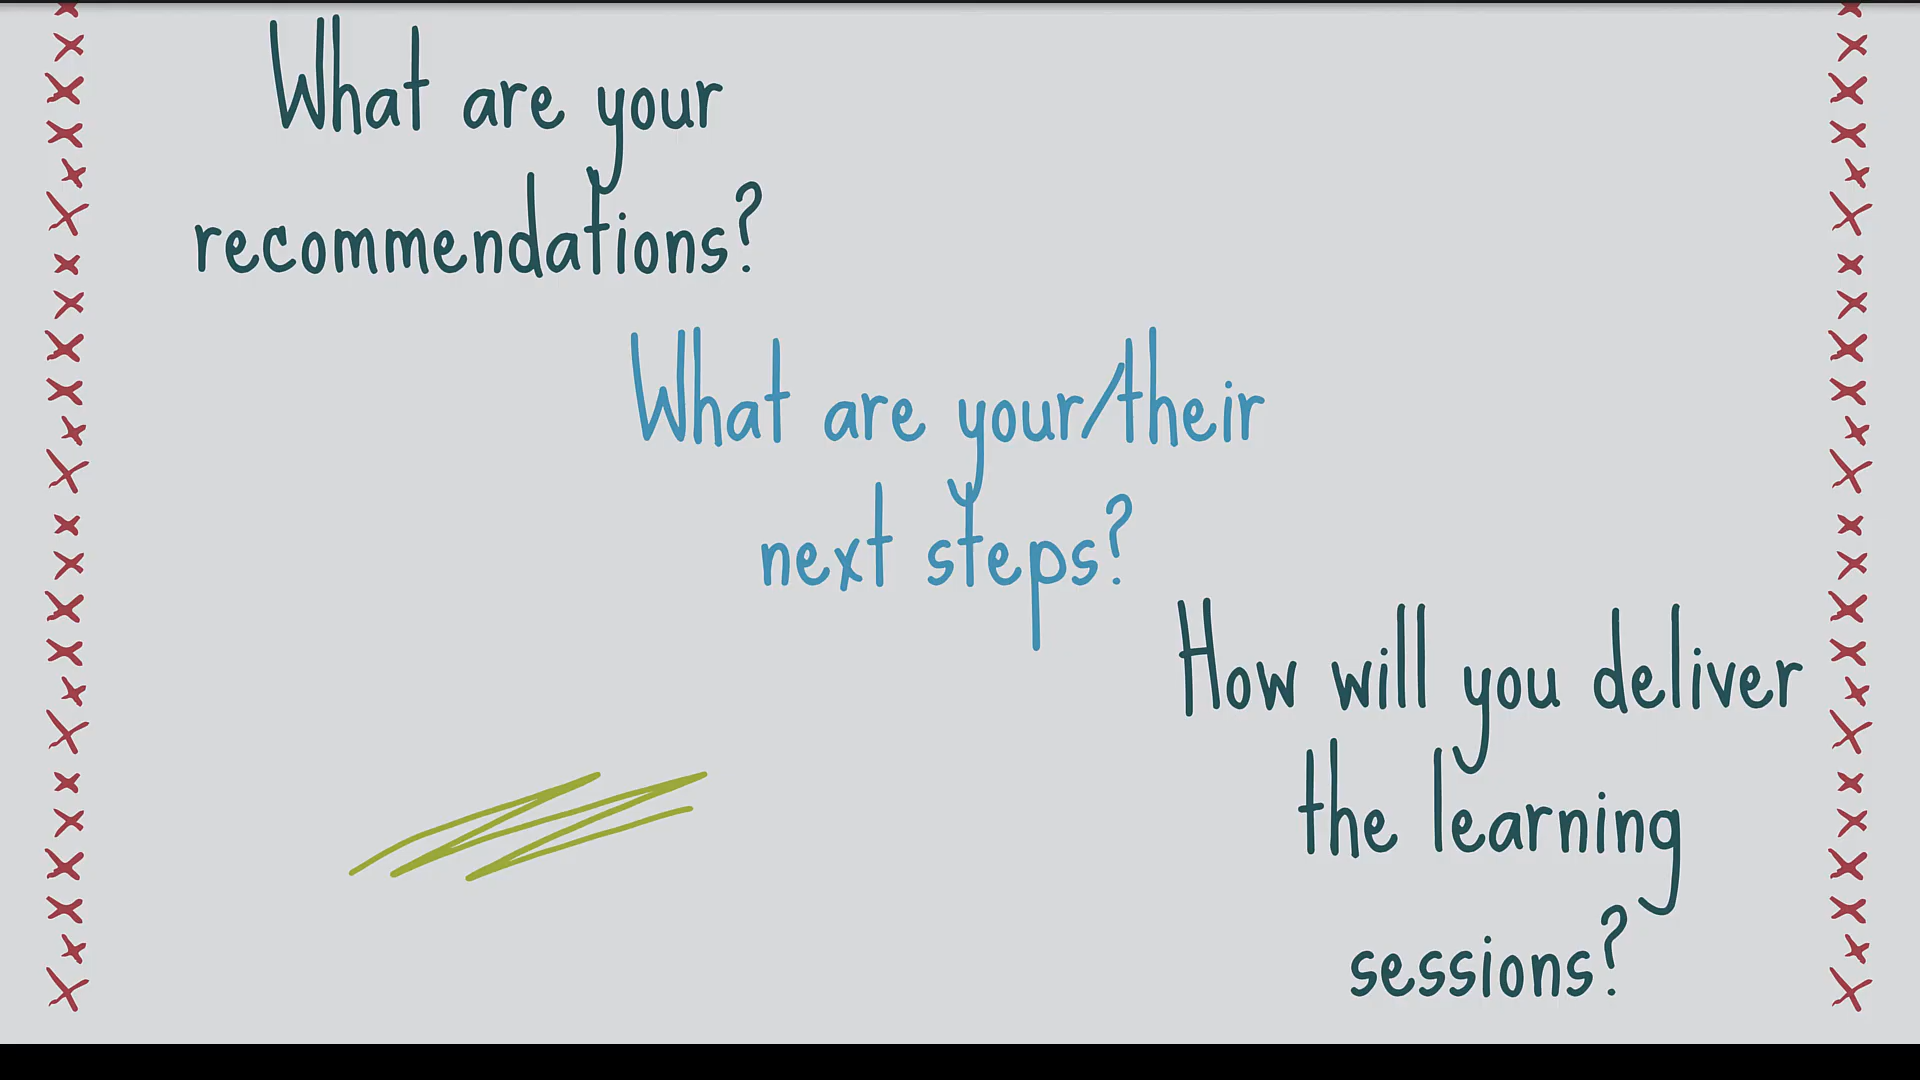 What are your
recommendations?
What are your/their
next steps?
How will you deliver
the learning
sessions?